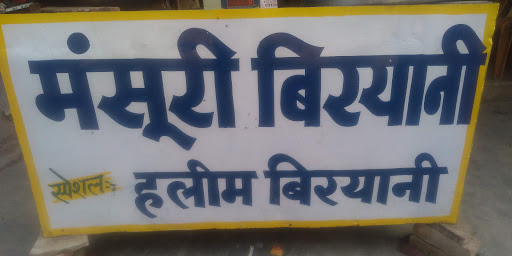 मंसूरी बिरयानी
स्पेशल: हलीम बिरयानी